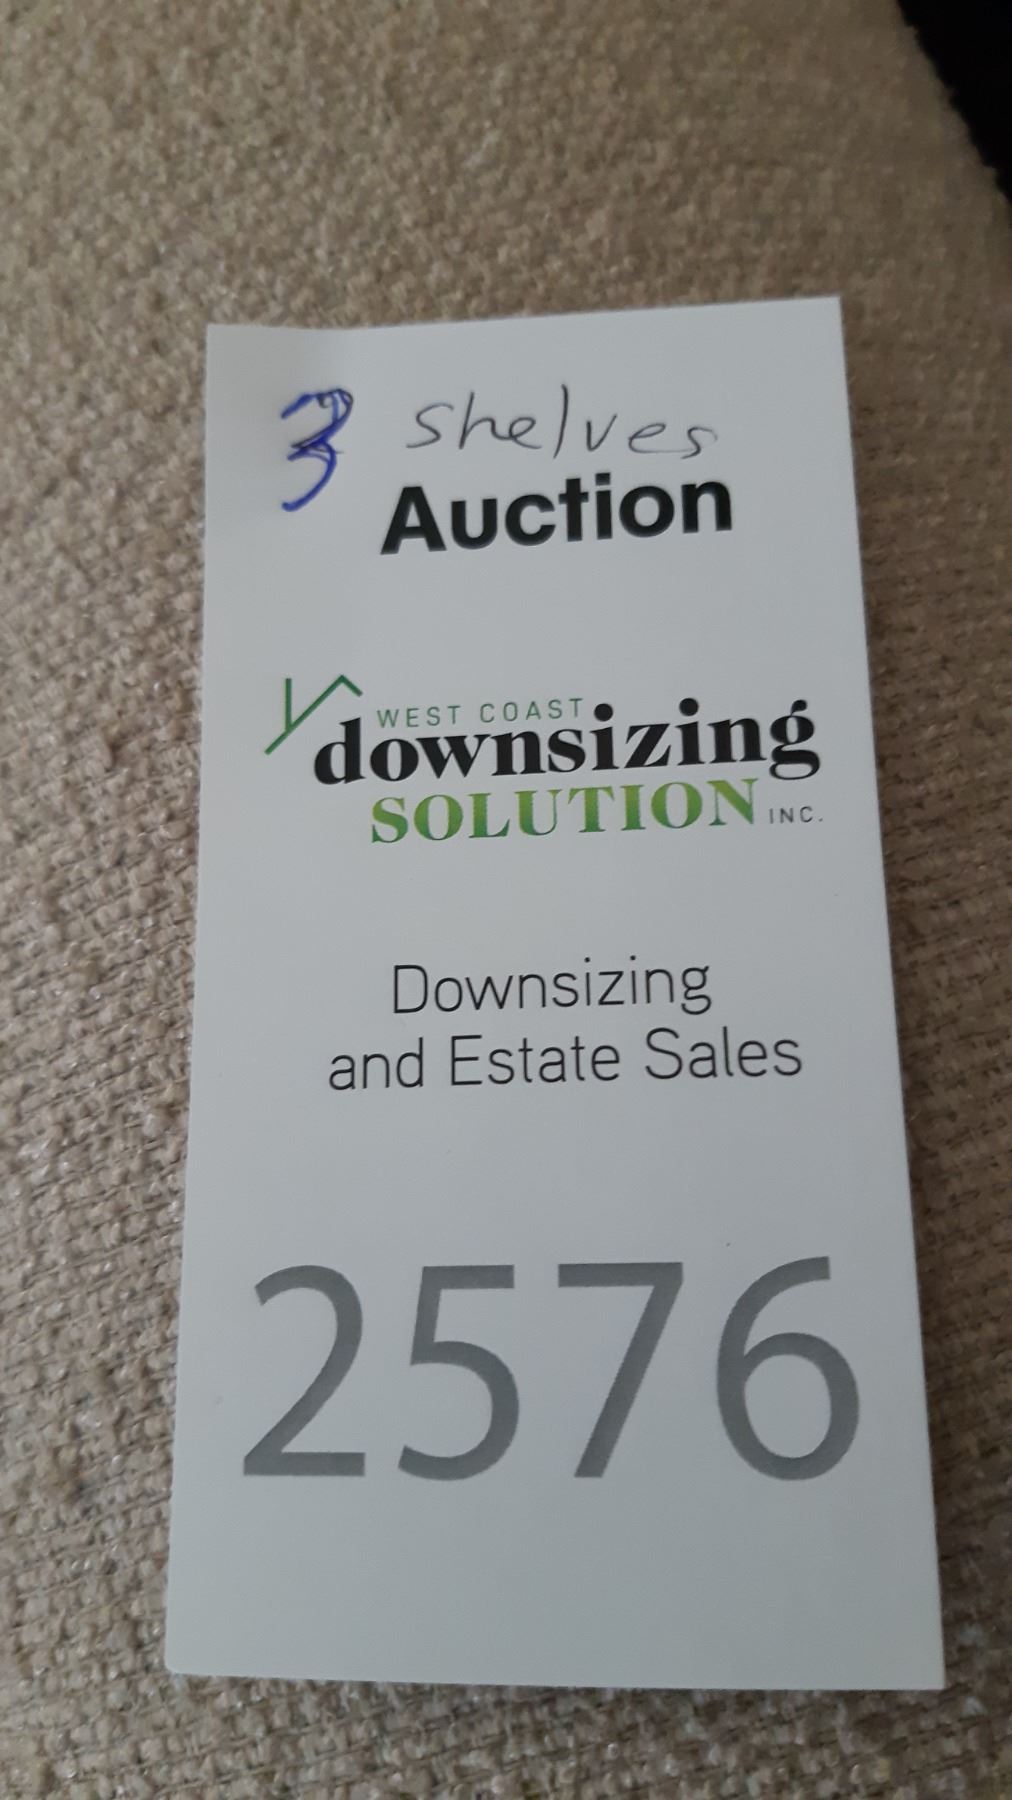 3 shelves
Auction
WEST COAST
downsizing
SOLUTION INC.
Downsizing
and Estate Sales
2576